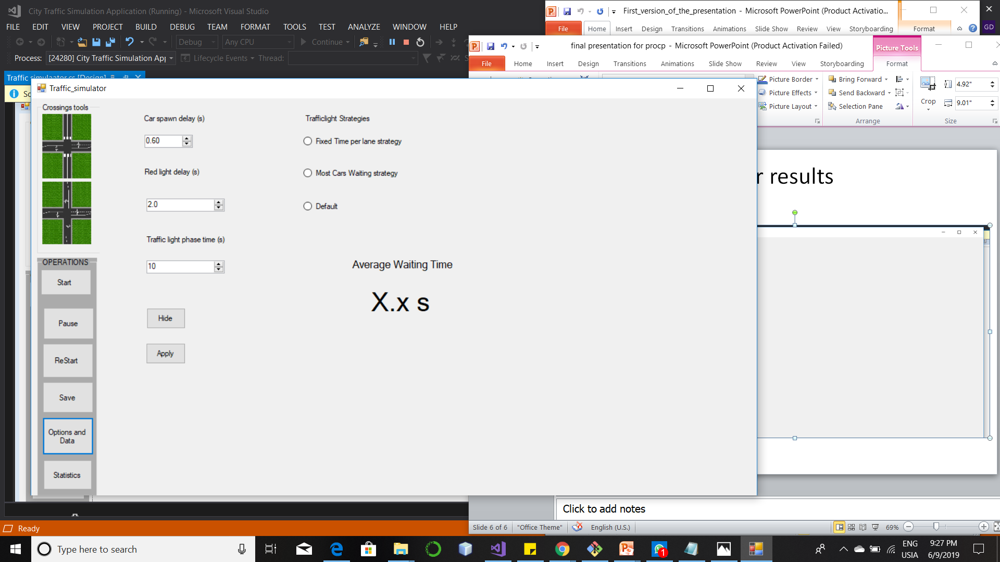 City Traffic Simulation Application (Running) - Microsoft Visual Studio
FILE EDIT VIEW PROJECT BUILD DEBUG TEAM FORMAT TOOLS TEST ANALYZE WINDOW HELP
Debug Any CPU Continue
Process: [24280] City Traffic Simulation Ap Lifecycle Events Thread:
First_version_of_the_presentation - Microsoft PowerPoint (Product Activatio...
GD
File Home Insert Design Transitions Animations Slide Show Review View Storyboarding Format
final presentation for procp - Microsoft PowerPoint (Product Activation Failed)
Picture Tools
File Home Insert Design Transitions Animations Slide Show Review View Storyboarding Format
Picture Border
Picture Effects
Picture Layout
Bring Forward
Send Backward
Selection Pane
Arrange
Crop
4.92"
9.01"
Size
r results
Traffic_simulator
Crossings tools
OPERATIONS
Start
Pause
ReStart
Save
Options and
Data
Statistics
Car spawn delay (s)
0.60
Red light delay (s)
2.0
Traffic light phase time (s)
10
Hide
Apply
Trafficlight Strategies
Fixed Time per lane strategy
Most Cars Waiting strategy
Default
Average Waiting Time
X.x s
Click to add notes
Slide 6 of 6 "Office Theme" English (U.S.) 69%
Ready
Type here to search
1
ENG
USIA
9:27 PM
6/9/2019